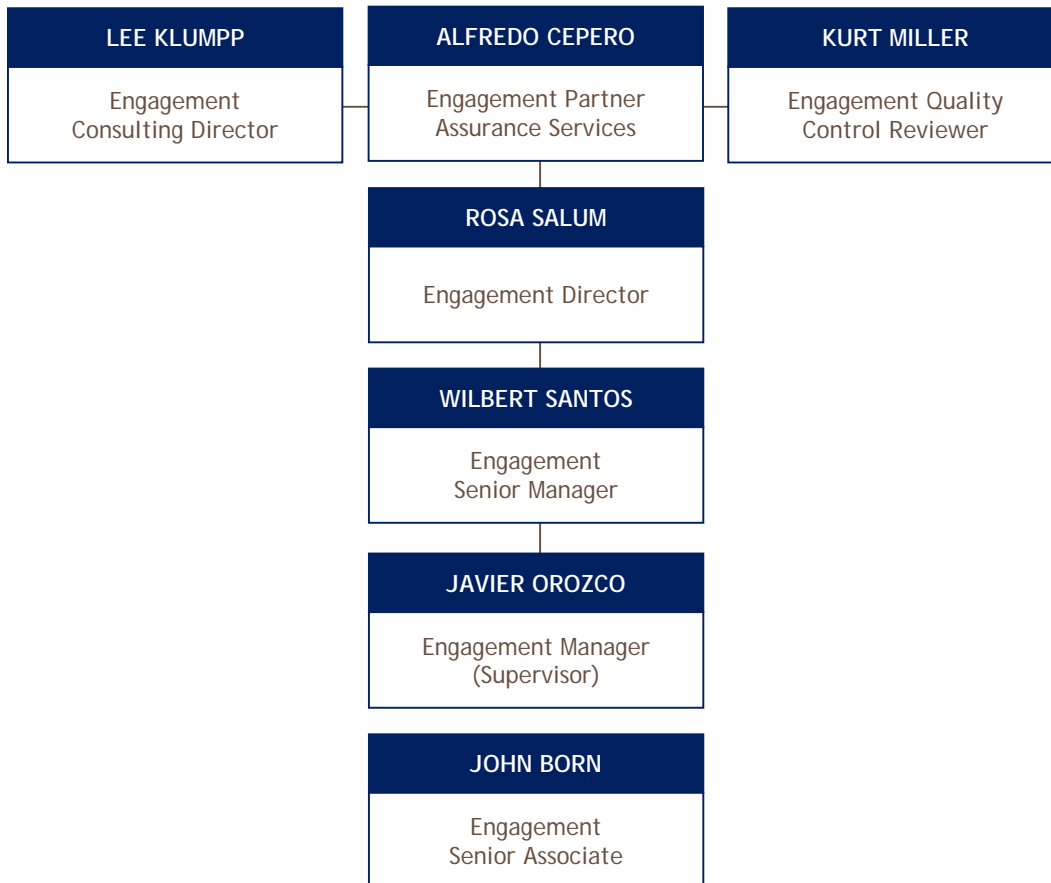 LEE KLUMPP
Engagement
Consulting Director
ALFREDO CEPERO
Engagement Partner
Assurance Services
KURT MILLER
Engagement Quality
Control Reviewer
ROSA SALUM
Engagement Director
WILBERT SANTOS
Engagement
Senior Manager
JAVIER OROZCO
Engagement Manager
(Supervisor)
JOHN BORN
Engagement
Senior Associate